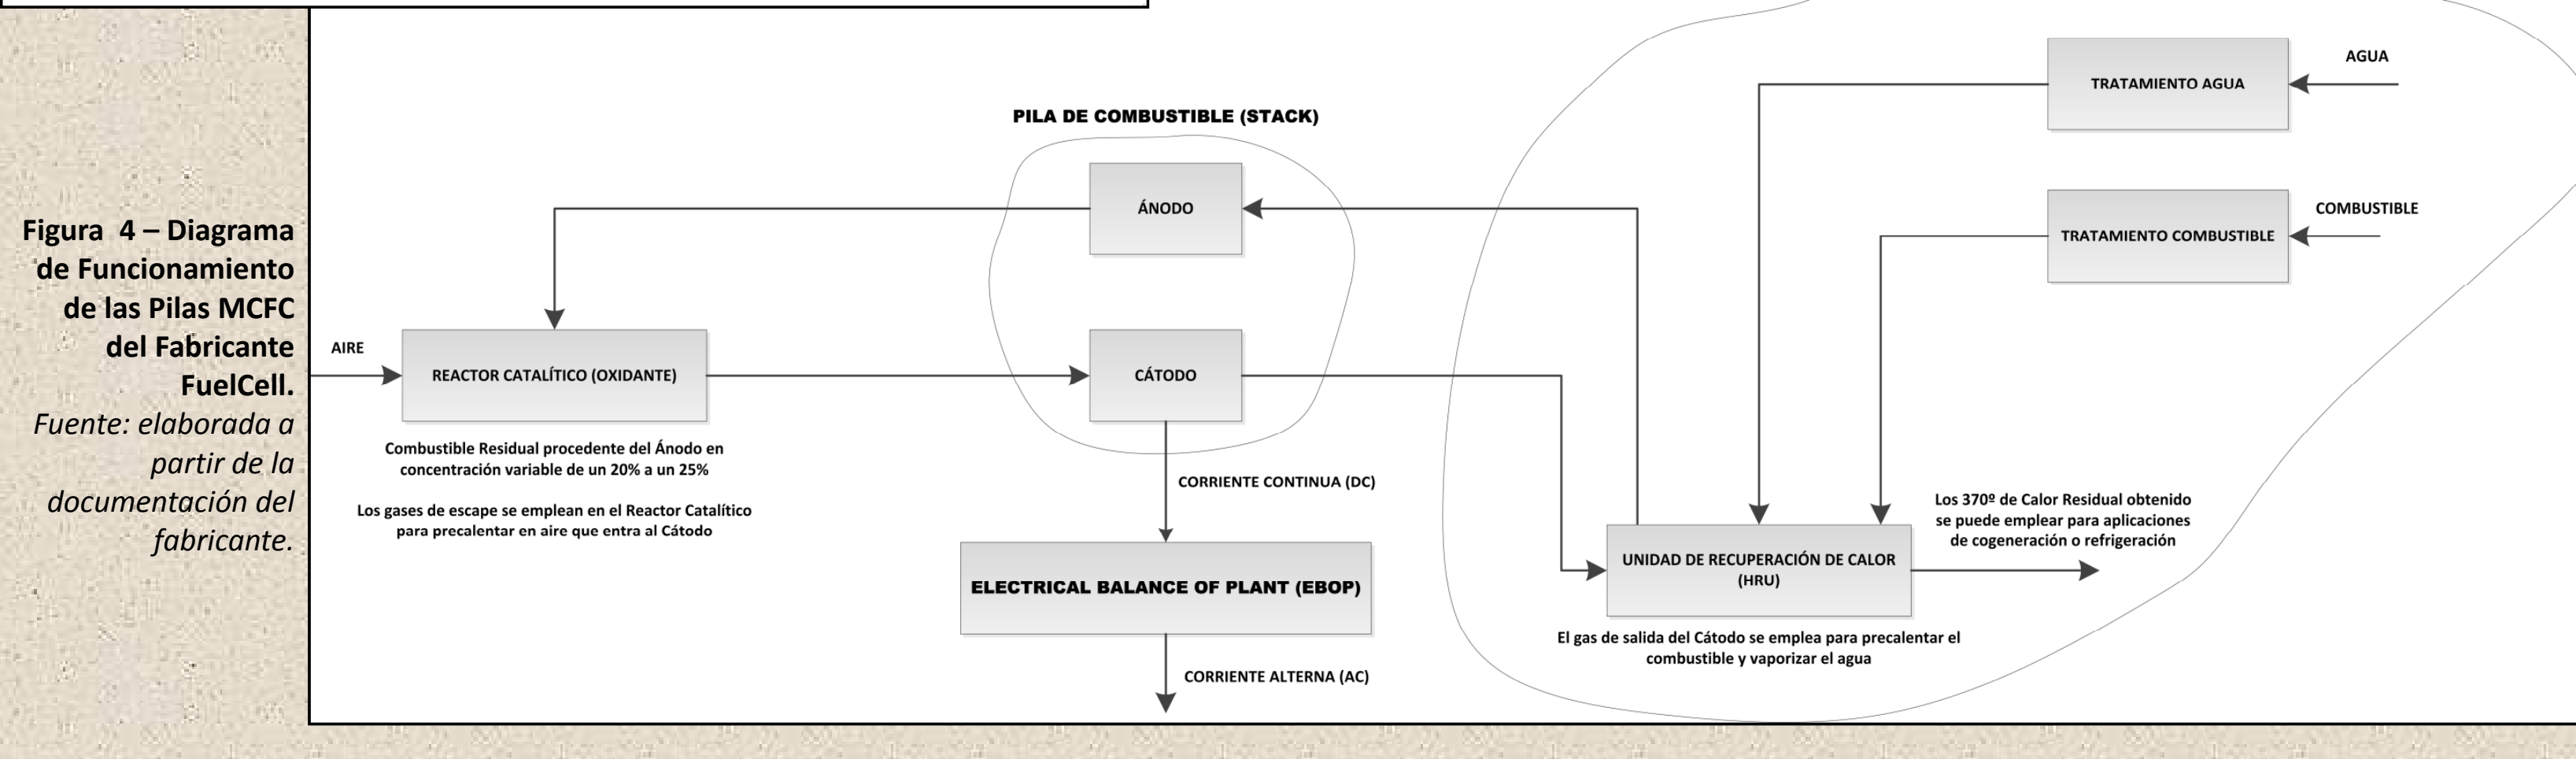 Figura 4 – Diagrama
de Funcionamiento
de las Pilas MCFC
del Fabricante
FuelCell.
Fuente: elaborada a
partir de la
documentación del
fabricante.
PILA DE COMBUSTIBLE (STACK)
ÁNODO
CÁTODO
AIRE
REACTOR CATALÍTICO (OXIDANTE)
Combustible Residual procedente del Ánodo en
concentración variable de un 20% a un 25%
Los gases de escape se emplean en el Reactor Catalítico
para precalentar en aire que entra al Cátodo
CORRIENTE CONTINUA (DC)
ELECTRICAL BALANCE OF PLANT (EBOP)
CORRIENTE ALTERNA (AC)
AGUA
TRATAMIENTO AGUA
COMBUSTIBLE
TRATAMIENTO COMBUSTIBLE
Los 370º de Calor Residual obtenido
se puede emplear para aplicaciones
de cogeneración o refrigeración
UNIDAD DE RECUPERACIÓN DE CALOR
(HRU)
El gas de salida del Cátodo se emplea para precalentar el
combustible y vaporizar el agua